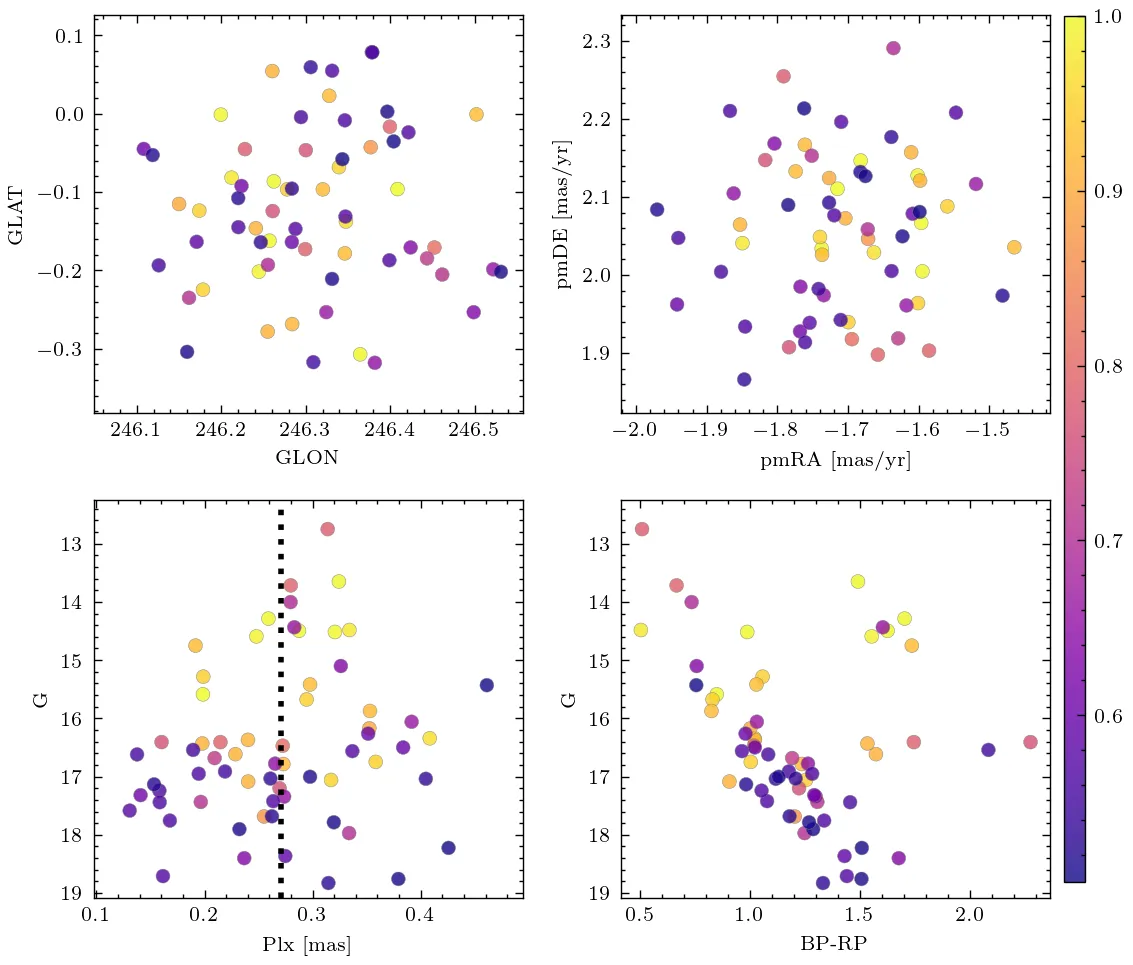 0.1
0.0
−0.1
−0.2
−0.3
GLAT
246.1 246.2 246.3 246.4 246.5
GLON
2.3
2.2
2.1
2.0
1.9
pmDE [mas/yr]
−2.0 −1.9 −1.8 −1.7 −1.6 −1.5
pmRA [mas/yr]
13
14
15
16
17
18
19
G
0.1 0.2 0.3 0.4
Plx [mas]
13
14
15
16
17
18
19
G
0.5 1.0 1.5 2.0
BP-RP
1.0
0.9
0.8
0.7
0.6